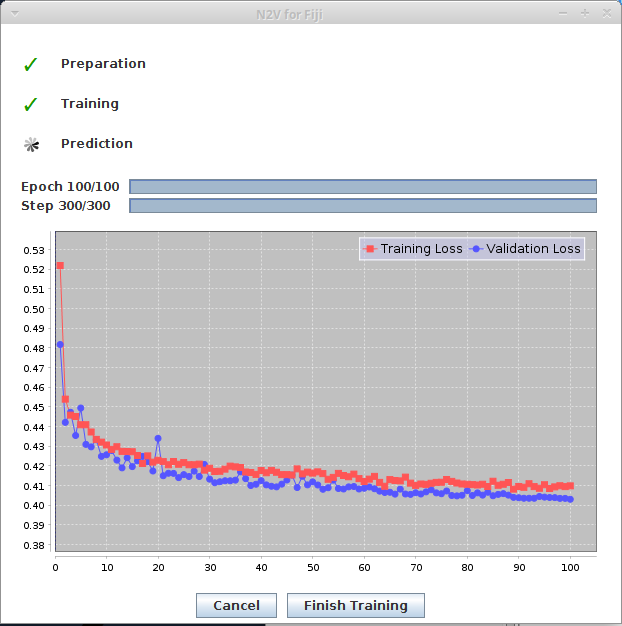 N2V for Fiji
Preparation
Training
Prediction
Epoch 100/100
Step 300/300
Training Loss Validation Loss
0.53
0.52
0.51
0.50
0.49
0.48
0.47
0.46
0.45
0.44
0.43
0.42
0.41
0.40
0.39
0.38
0 10 20 30 40 50 60 70 80 90 100
Cancel Finish Training